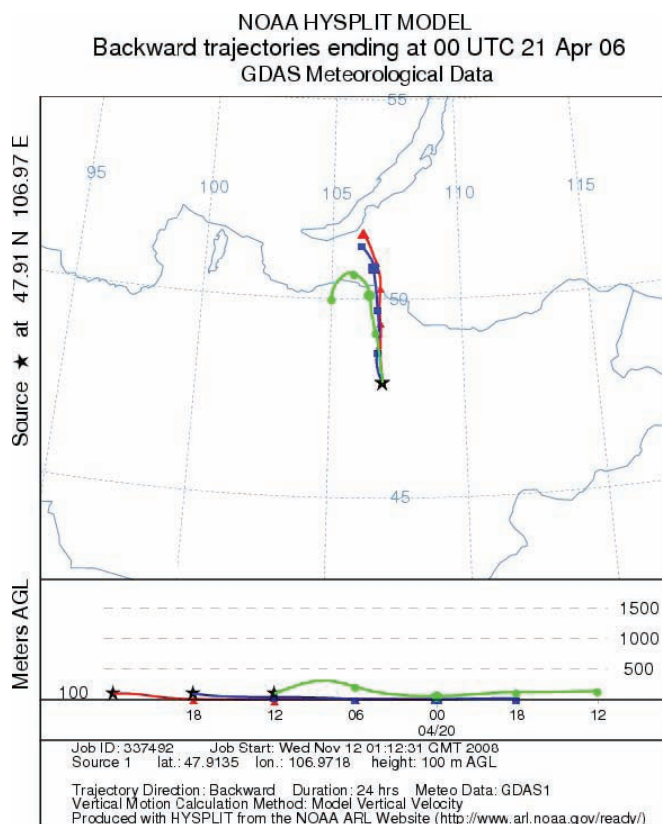 NOAA HYSPLIT MODEL
Backward trajectories ending at 00 UTC 21 Apr 06
GDAS Meteorological Data
Source ★ at 47.91 N 106.97 E
55
95
100
105
110
115
50
45
Meters AGL
1500
1000
500
100
18 12 06 00 18 12
04/20
Job ID: 337492 Job Start: Wed Nov 12 01:12:31 GMT 2008
Source 1 lat.: 47.9135 lon.: 106.9718 height: 100 m AGL
Trajectory Direction: Backward Duration: 24 hrs Meteo Data: GDAS1
Vertical Motion Calculation Method: Model Vertical Velocity
Produced with HYSPLIT from the NOAA ARL Website (http://www.arl.noaa.gov/ready/)